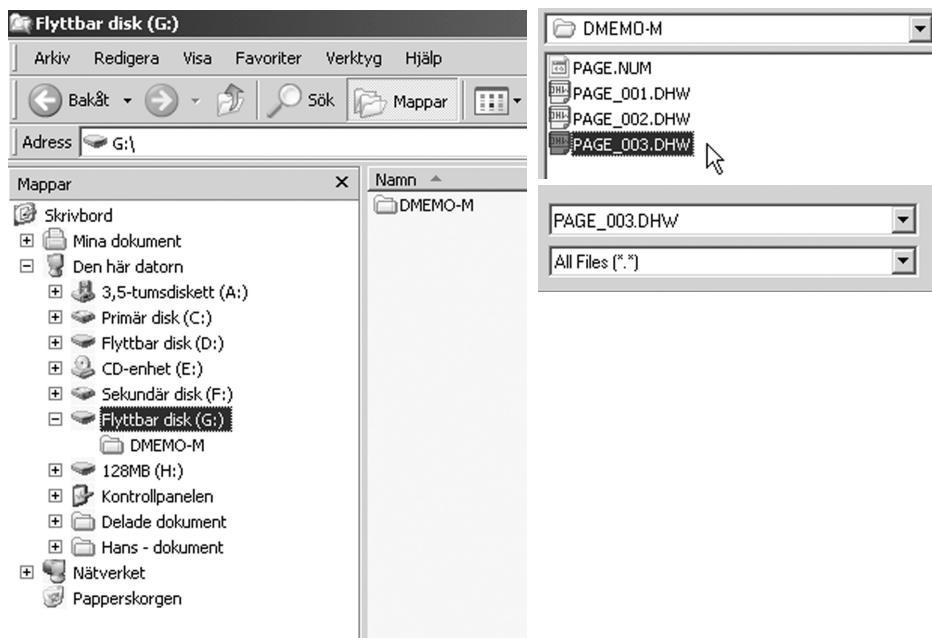 Flyttbar disk (G:)
Arkiv Redigera Visa Favoriter Verktyg Hjälp
Bakåt Sök Mappar
Adress G:\
Mappar
Skrivbord
Mina dokument
Den här datorn
3,5-tumsdiskett (A:)
Primär disk (C:)
Flyttbar disk (D:)
CD-enhet (E:)
Sekundär disk (F:)
Flyttbar disk (G:)
DMEMO-M
128MB (H:)
Kontrollpanelen
Delade dokument
Hans - dokument
Nätverket
Papperskorgen
Namn
DMEMO-M
DMEMO-M
PAGE.NUM
PAGE_001.DHW
PAGE_002.DHW
PAGE_003.DHW
PAGE_003.DHW
All Files (*.*)